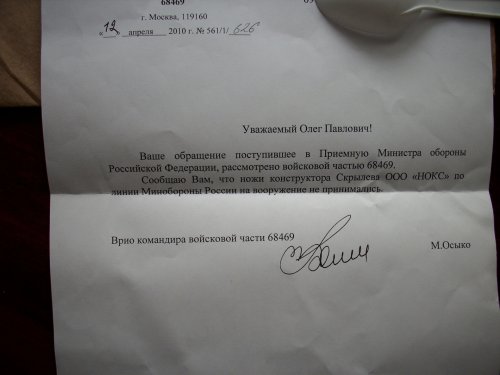 68469
г. Москва, 119160
«12» апреля 2010 г. № 561/1/626
Уважаемый Олег Павлович!
Ваше обращение поступившее в Приемную Министра обороны
Российской Федерации, рассмотрено войсковой частью 68469.
Сообщаю Вам, что ножи конструктора Скрылева ООО «НОКС» по
линии Минобороны России на вооружение не принимались.
Врио командира войсковой части 68469
М.Осыко